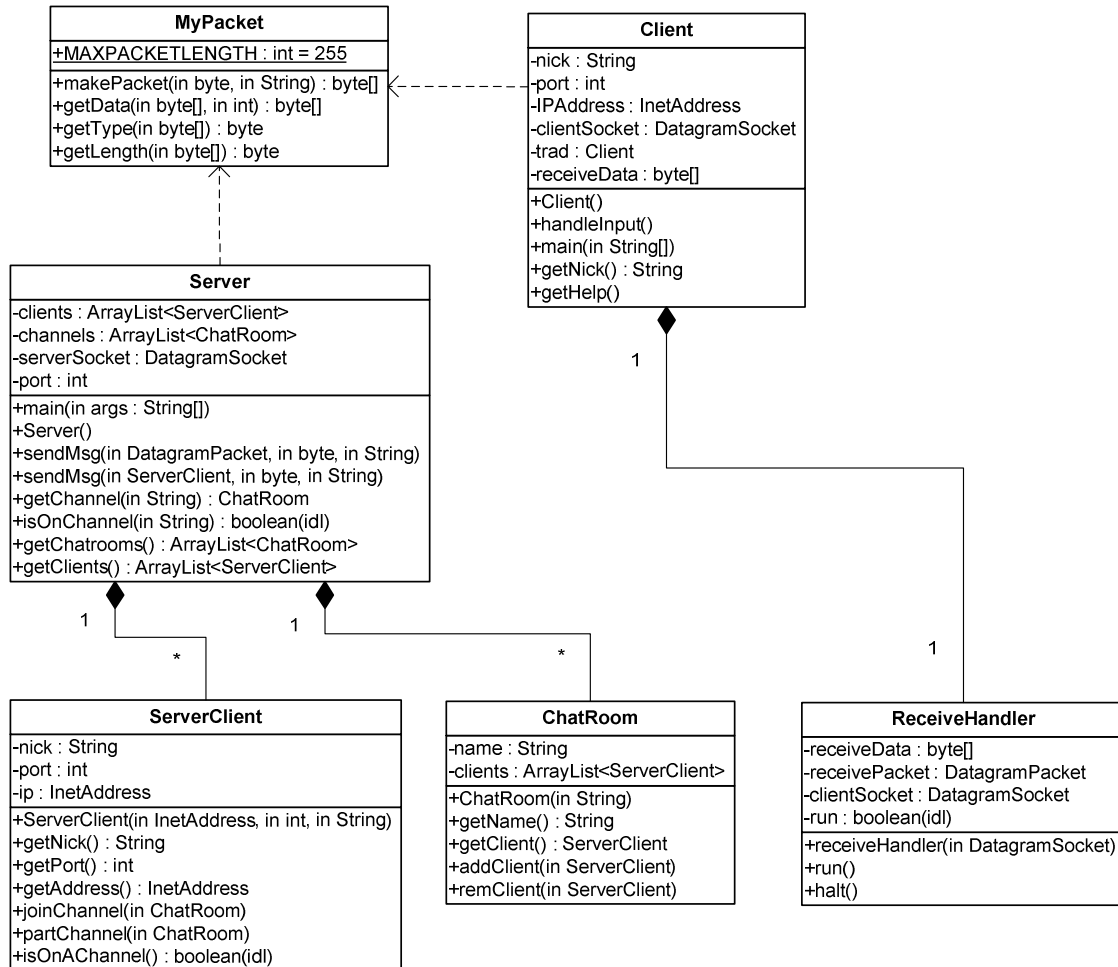 MyPacket
+MAXPACKETLENGTH : int = 255
+makePacket(in byte, in String) : byte[]
+getData(in byte[], in int) : byte[]
+getType(in byte[]) : byte
+getLength(in byte[]) : byte
Client
-nick : String
-port : int
-IPAddress : InetAddress
-clientSocket : DatagramSocket
-trad : Client
-receiveData : byte[]
+Client()
+handleInput()
+main(in String[])
+getNick() : String
+getHelp()
Server
-clients : ArrayList<ServerClient>
-channels : ArrayList<ChatRoom>
-serverSocket : DatagramSocket
-port : int
+main(in args : String[])
+Server()
+sendMsg(in DatagramPacket, in byte, in String)
+sendMsg(in ServerClient, in byte, in String)
+getChannel(in String) : ChatRoom
+isOnChannel(in String) : boolean(idl)
+getChatrooms() : ArrayList<ChatRoom>
+getClients() : ArrayList<ServerClient>
1
*
1
*
1
1
ServerClient
-nick : String
-port : int
-ip : InetAddress
+ServerClient(in InetAddress, in int, in String)
+getNick() : String
+getPort() : int
+getAddress() : InetAddress
+joinChannel(in ChatRoom)
+partChannel(in ChatRoom)
+isOnAChannel() : boolean(idl)
ChatRoom
-name : String
-clients : ArrayList<ServerClient>
+ChatRoom(in String)
+getName() : String
+getClient() : ServerClient
+addClient(in ServerClient)
+remClient(in ServerClient)
ReceiveHandler
-receiveData : byte[]
-recivePacket : DatagramPacket
-clientSocket : DatagramSocket
-run : boolean(idl)
+receiveHandler(in DatagramSocket)
+run()
+halt()